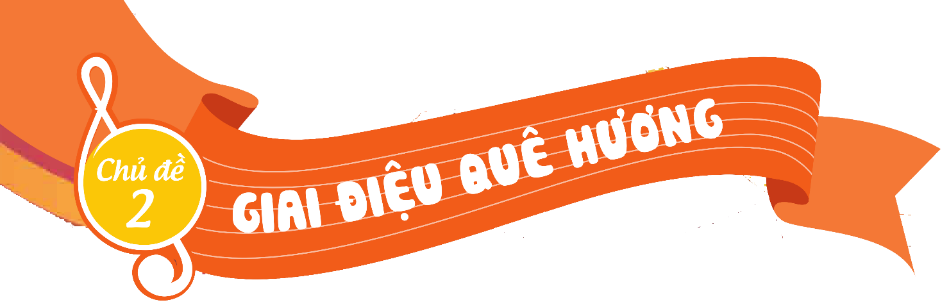 Chủ đề
2
GIAI ĐIỆU QUÊ HƯƠNG